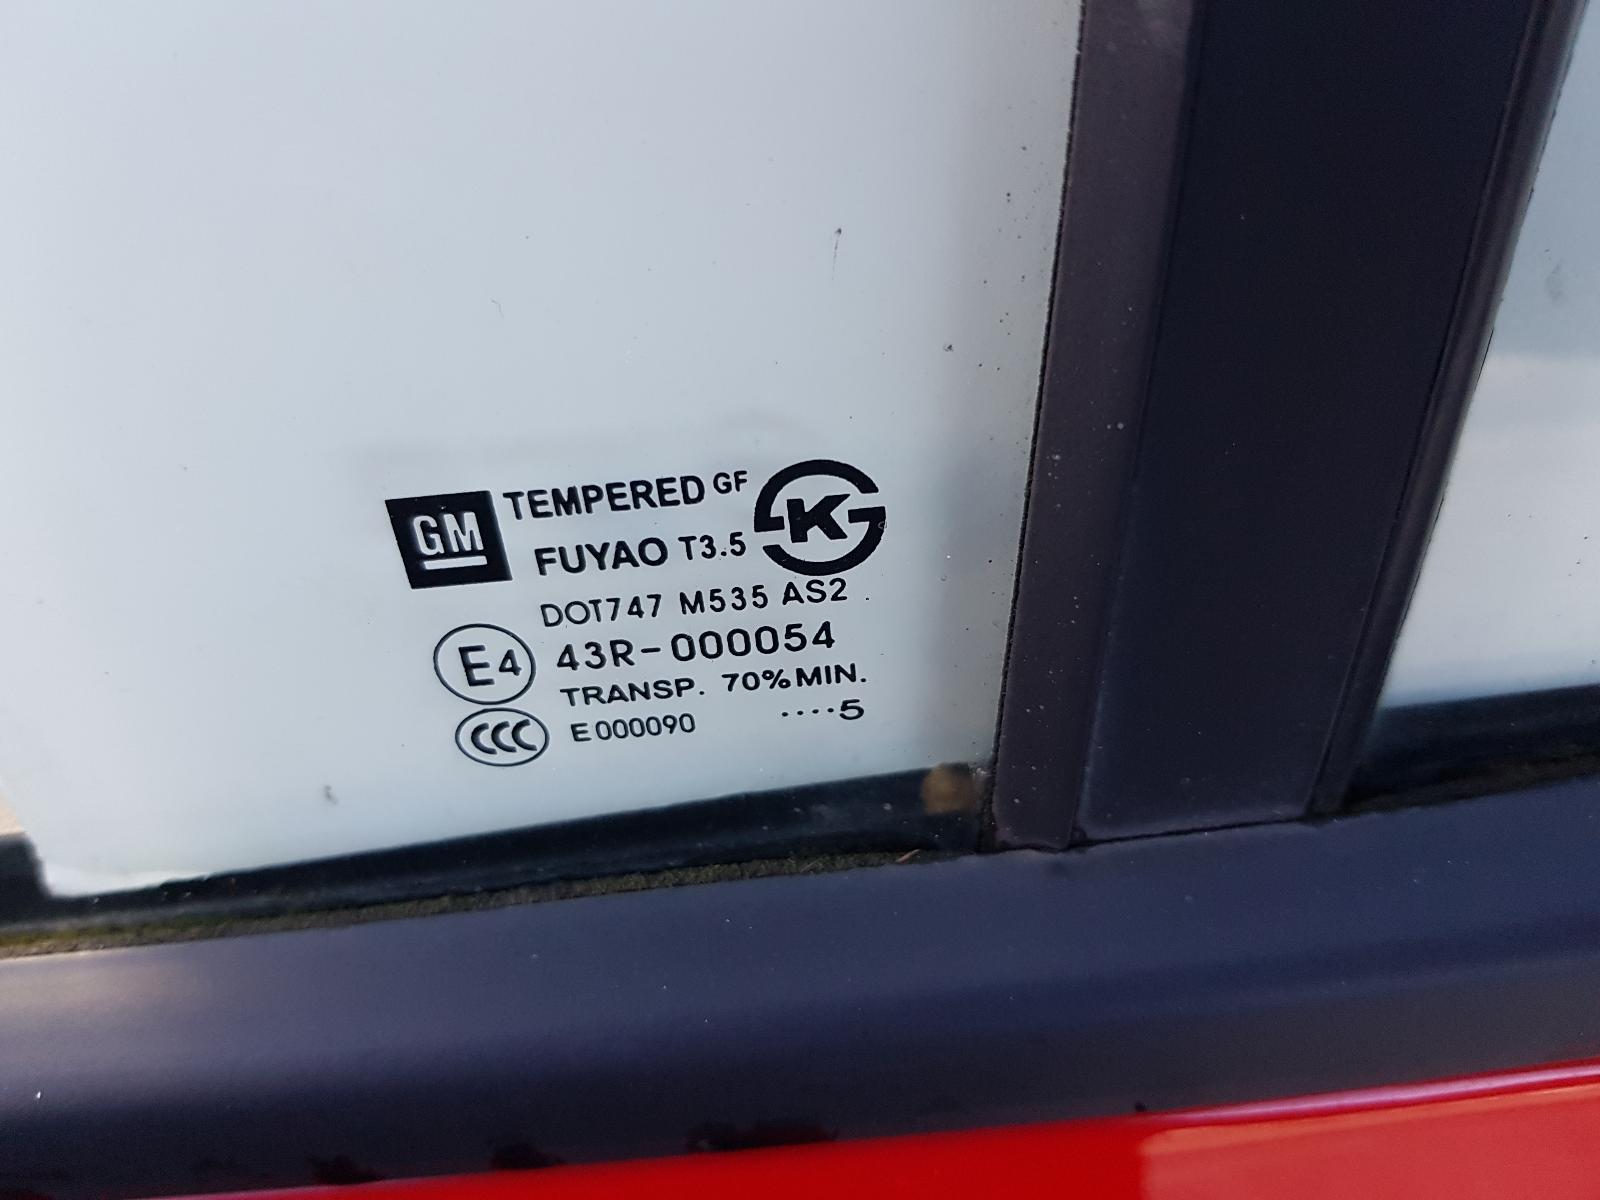 GM TEMPERED GF K
FUYAO T3.5
DOT747 M535 AS2
E4 43R-000054
TRANSP. 70% MIN.
CCC E000090 ....5